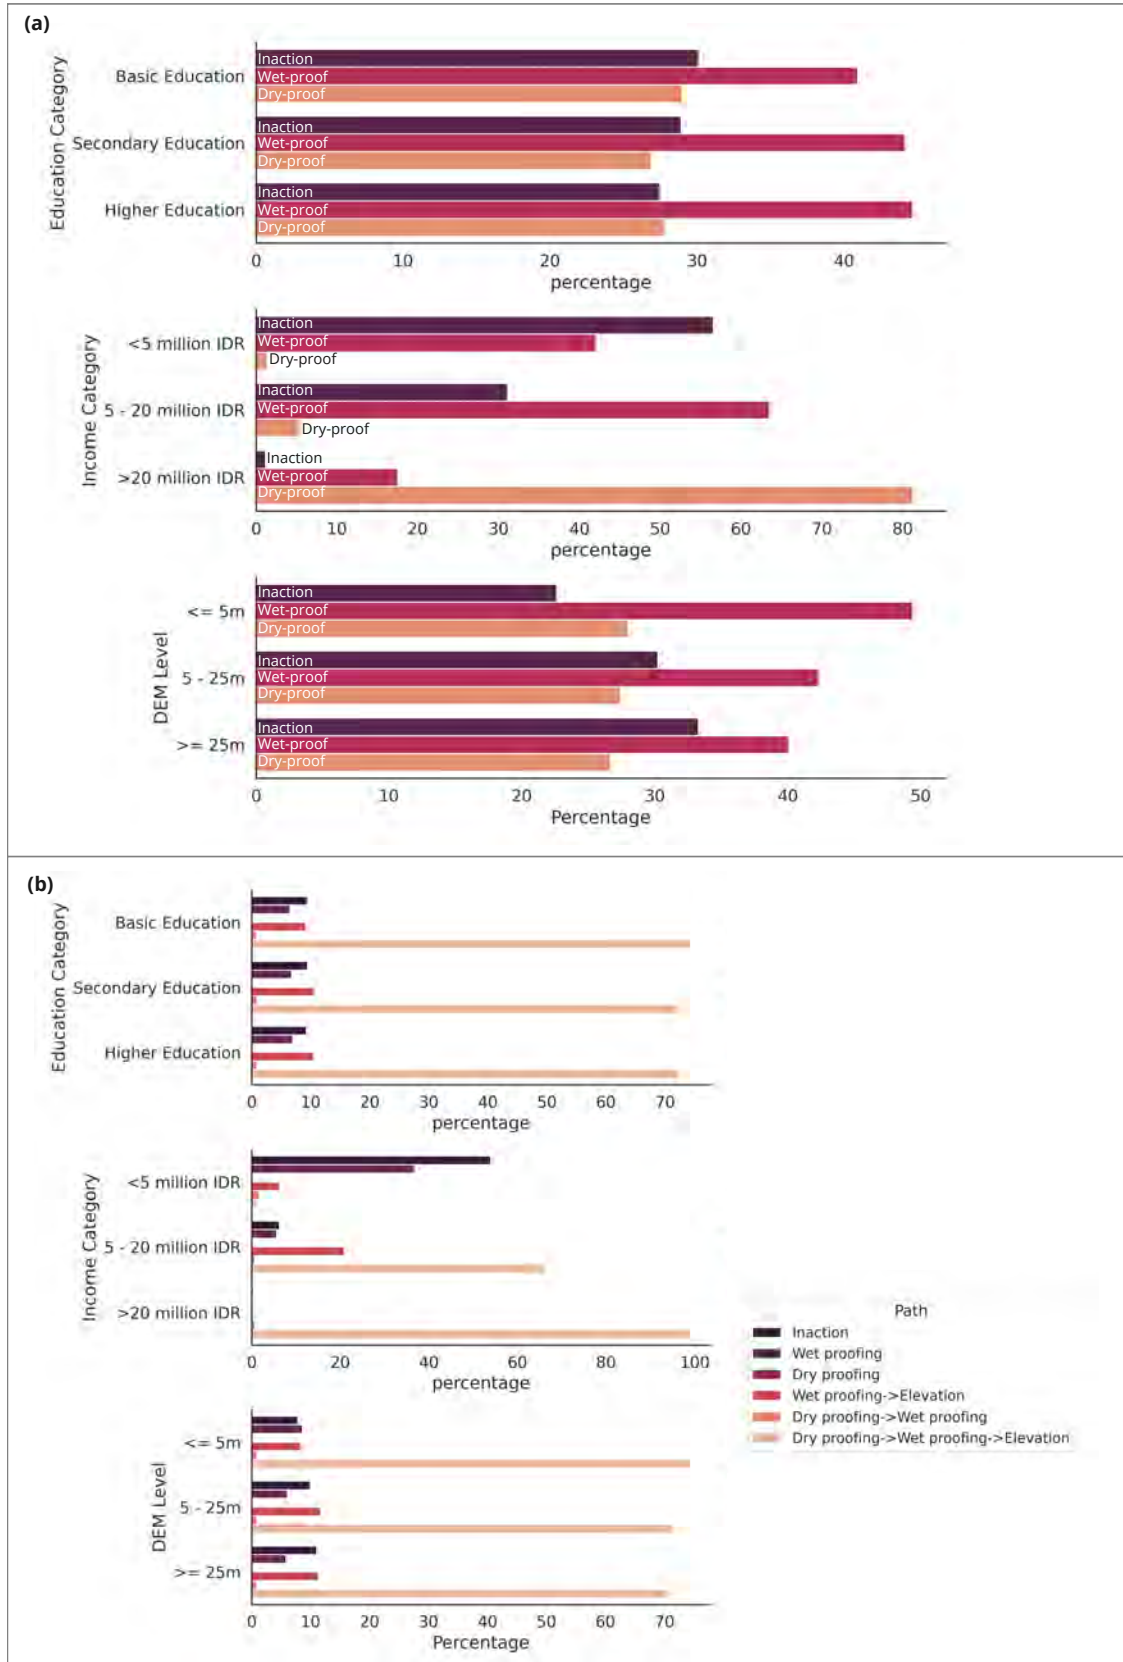 (a)
Education Category
Basic Education
Inaction
Wet-proof
Dry-proof
Secondary Education
Inaction
Wet-proof
Dry-proof
Higher Education
Inaction
Wet-proof
Dry-proof
0 10 20 30 40
percentage
Income Category
<5 million IDR
Inaction
Wet-proof
Dry-proof
5 - 20 million IDR
Inaction
Wet-proof
Dry-proof
>20 million IDR
Inaction
Wet-proof
Dry-proof
0 10 20 30 40 50 60 70 80
percentage
DEM Level
<= 5m
Inaction
Wet-proof
Dry-proof
5 - 25m
Inaction
Wet-proof
Dry-proof
>= 25m
Inaction
Wet-proof
Dry-proof
0 10 20 30 40 50
Percentage
(b)
Education Category
Basic Education
Secondary Education
Higher Education
0 10 20 30 40 50 60 70
percentage
Income Category
<5 million IDR
5 - 20 million IDR
>20 million IDR
0 20 40 60 80 100
percentage
DEM Level
<= 5m
5 - 25m
>= 25m
0 10 20 30 40 50 60 70
Percentage
Path
Inaction
Wet proofing
Dry proofing
Wet proofing->Elevation
Dry proofing->Wet proofing
Dry proofing->Wet proofing->Elevation